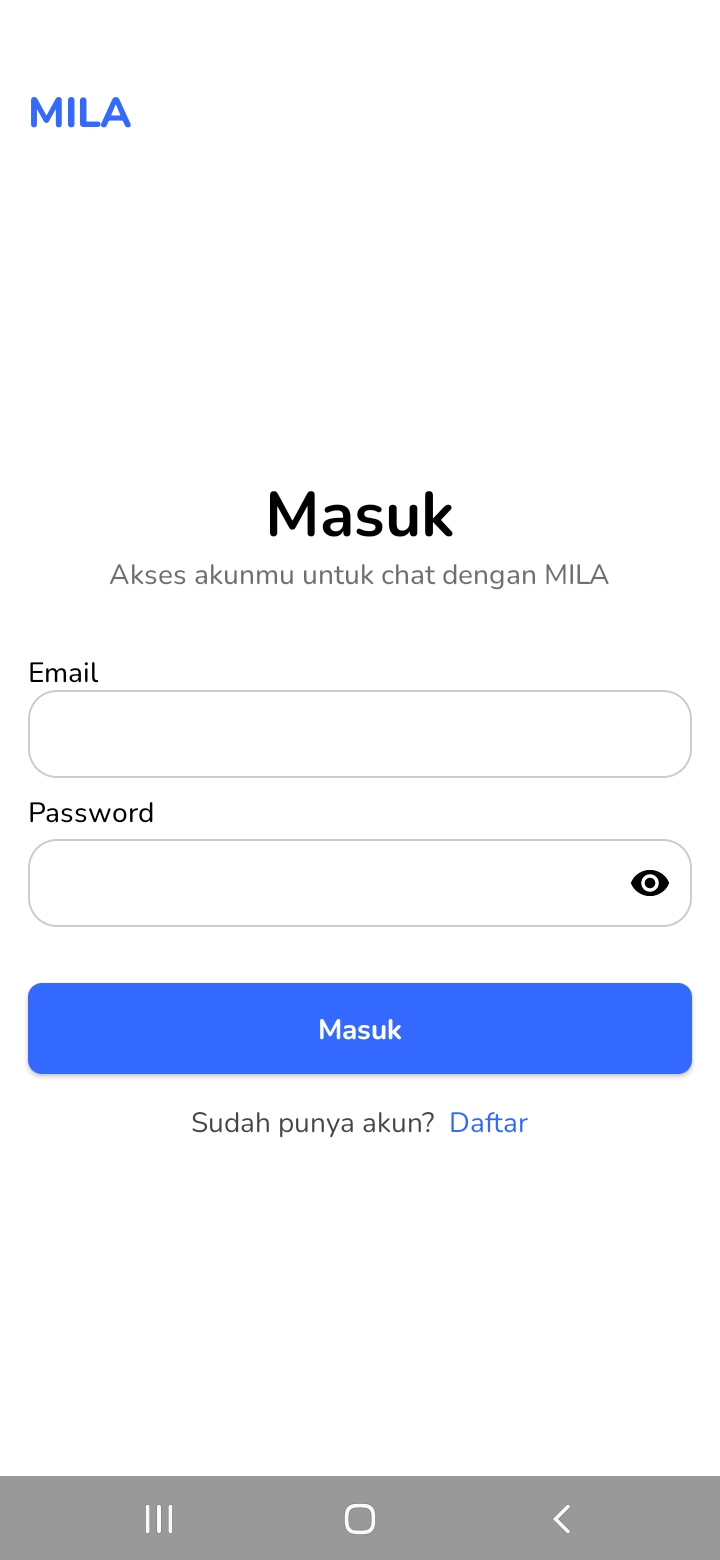 MILA
Masuk
Akses akunmu untuk chat dengan MILA
Email
Password
Masuk
Sudah punya akun? Daftar